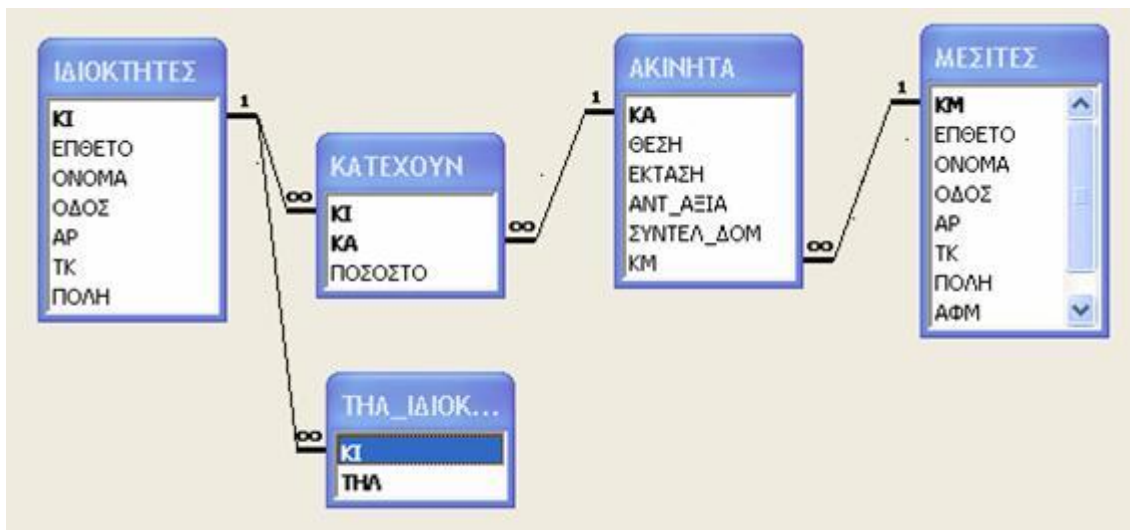 ΙΔΙΟΚΤΗΤΕΣ
ΚΙ
ΕΠΘΕΤΟ
ΟΝΟΜΑ
ΟΔΟΣ
ΑΡ
ΤΚ
ΠΟΛΗ
1
∞
∞
ΚΑΤΕΧΟΥΝ
ΚΙ
ΚΑ
ΠΟΣΟΣΤΟ
∞
1
ΤΗΛ_ΙΔΙΟΚ...
ΚΙ
ΤΗΛ
ΑΚΙΝΗΤΑ
ΚΑ
ΘΕΣΗ
ΕΚΤΑΣΗ
ΑΝΤ_ΑΞΙΑ
ΣΥΝΤΕΛ_ΔΟΜ
ΚΜ
∞
1
ΜΕΣΙΤΕΣ
ΚΜ
ΕΠΘΕΤΟ
ΟΝΟΜΑ
ΟΔΟΣ
ΑΡ
ΤΚ
ΠΟΛΗ
ΑΦΜ